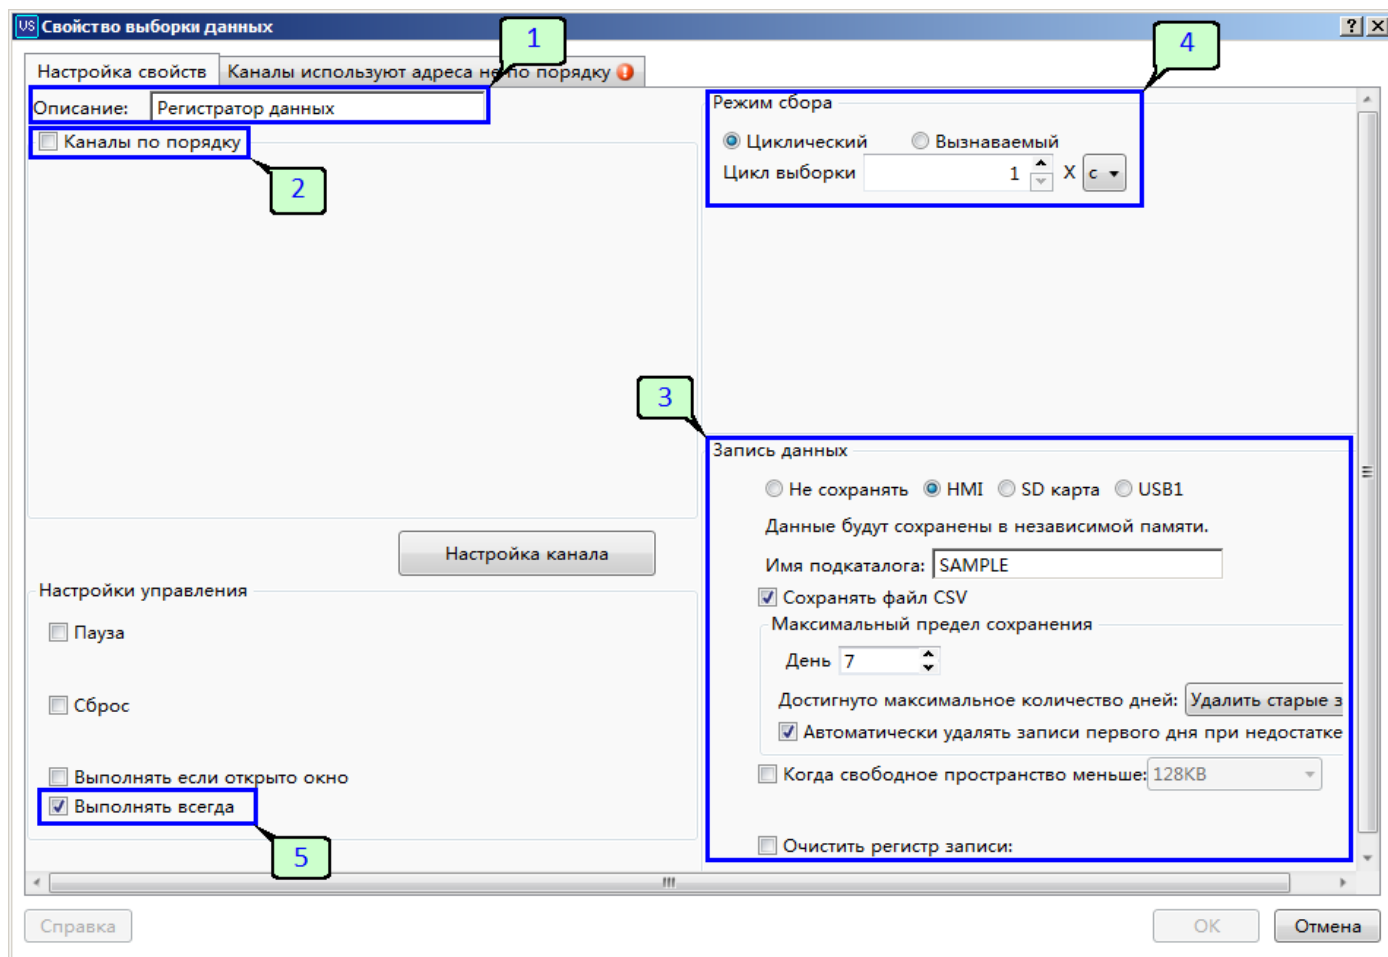 VS Свойство выборки данных
? X
1
4
Настройка свойств
Каналы используют адреса не по порядку
Описание: Регистратор данных
Каналы по порядку
2
Режим сбора
Циклический Вызнаваемый
Цикл выборки 1 X с
3
Запись данных
Не сохранять HMI SD карта USB1
Данные будут сохранены в независимой памяти.
Имя подкаталога: SAMPLE
Сохранять файл CSV
Максимальный предел сохранения
День 7
Достигнуто максимальное количество дней: Удалить старые з
Автоматически удалять записи первого дня при недостатке
Когда свободное пространство меньше: 128KB
Очистить регистр записи:
Настройка канала
Настройки управления
Пауза
Сброс
Выполнять если открыто окно
Выполнять всегда
5
Справка
OK
Отмена